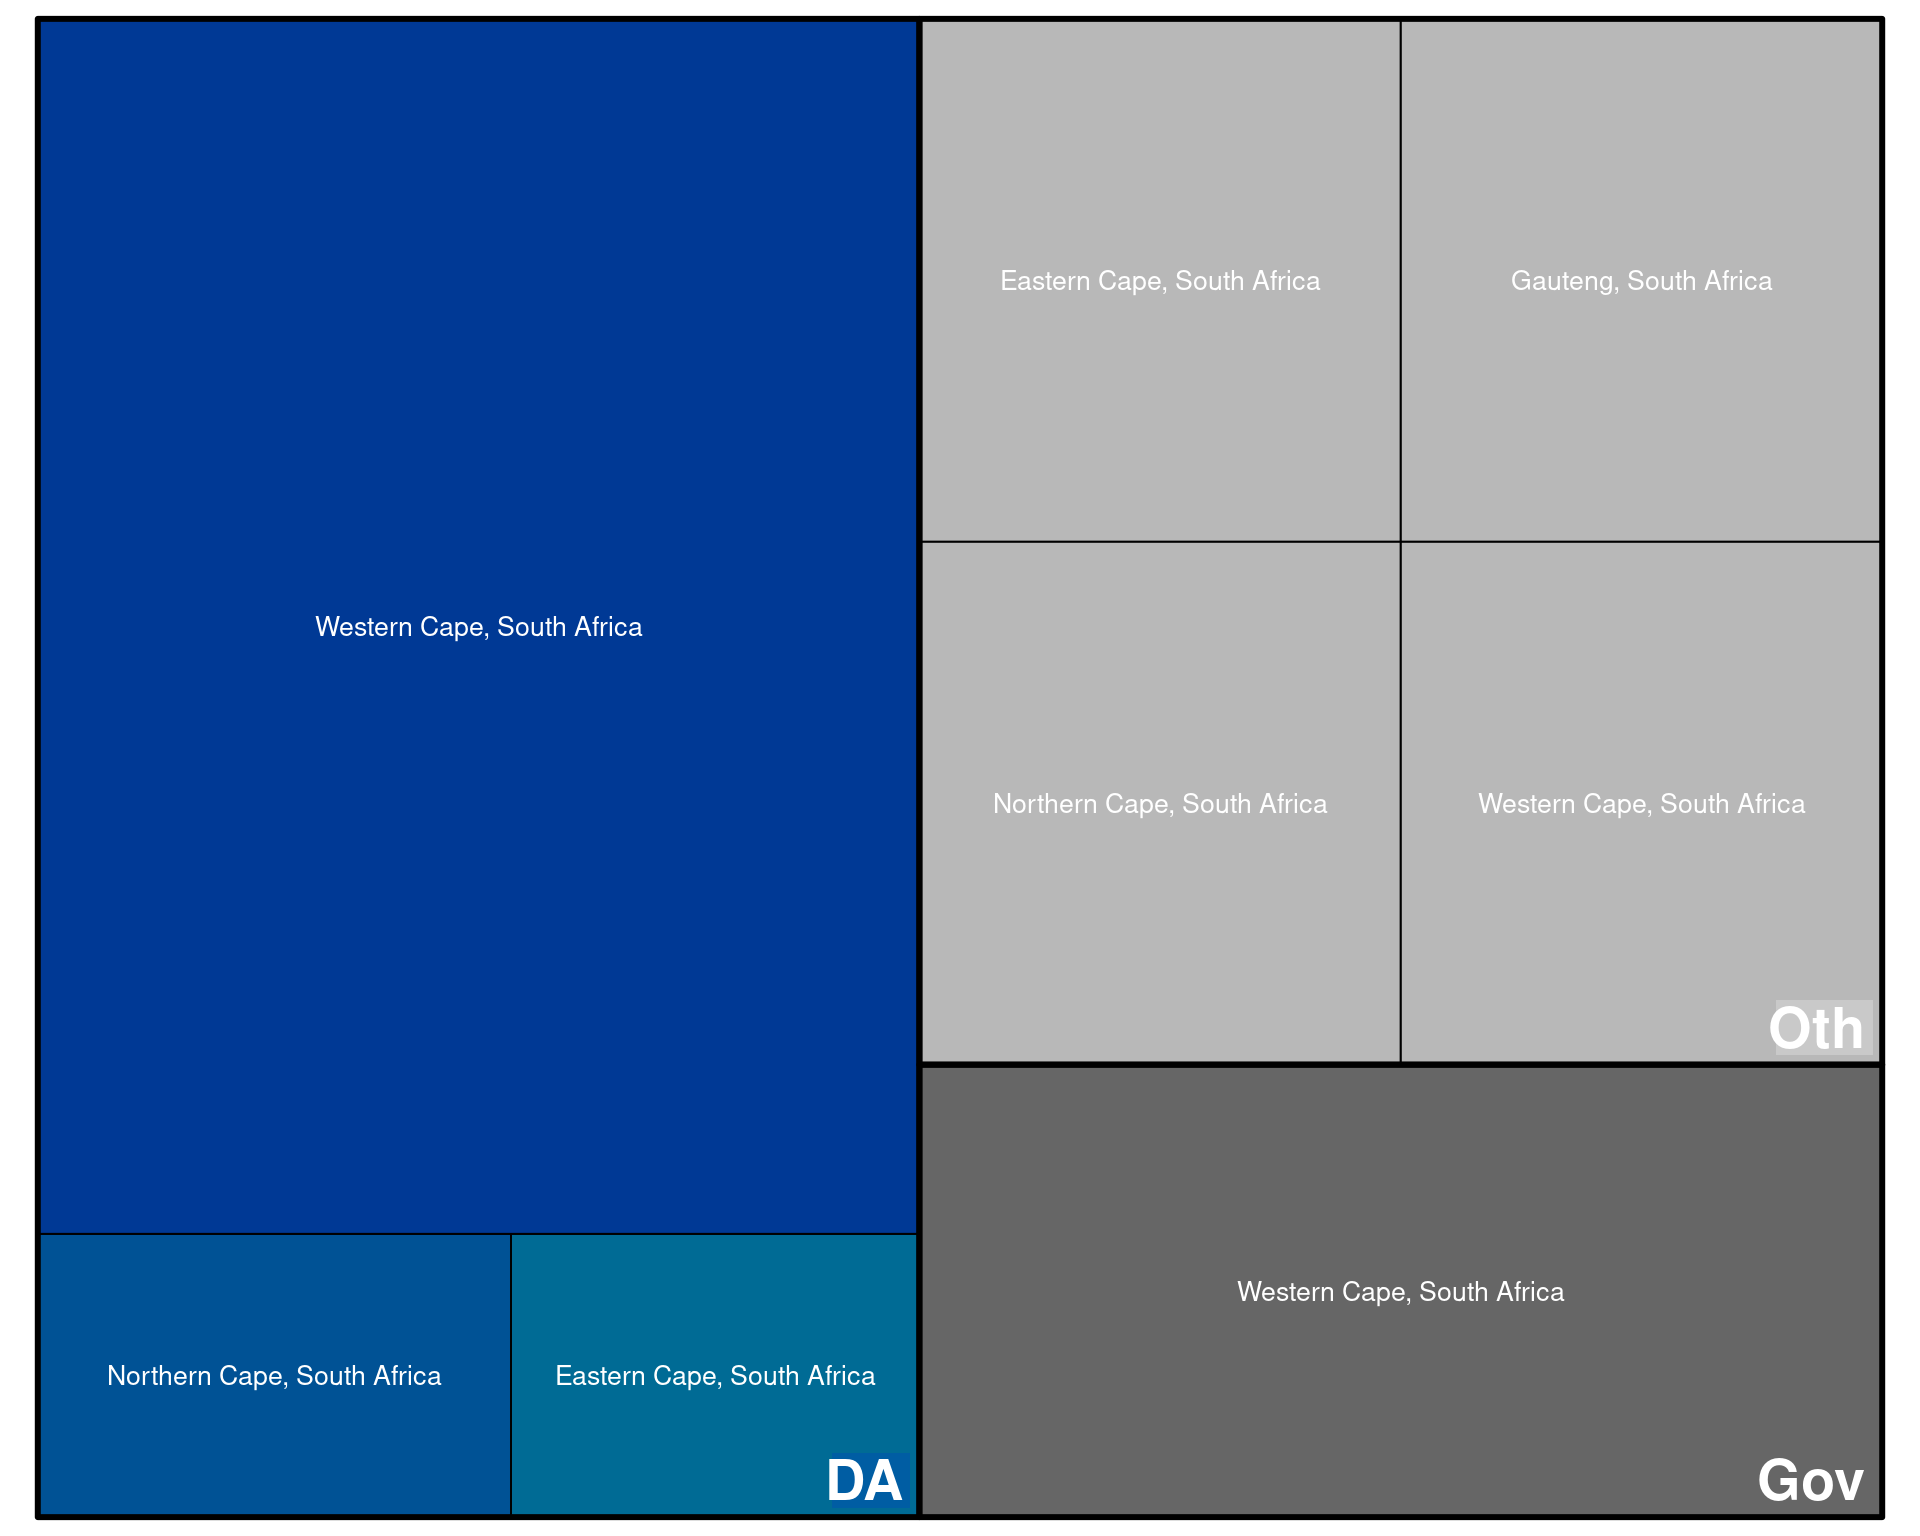 Western Cape, South Africa
Northern Cape, South Africa
Eastern Cape, South Africa
DA
Eastern Cape, South Africa
Gauteng, South Africa
Northern Cape, South Africa
Western Cape, South Africa
Oth
Western Cape, South Africa
Gov